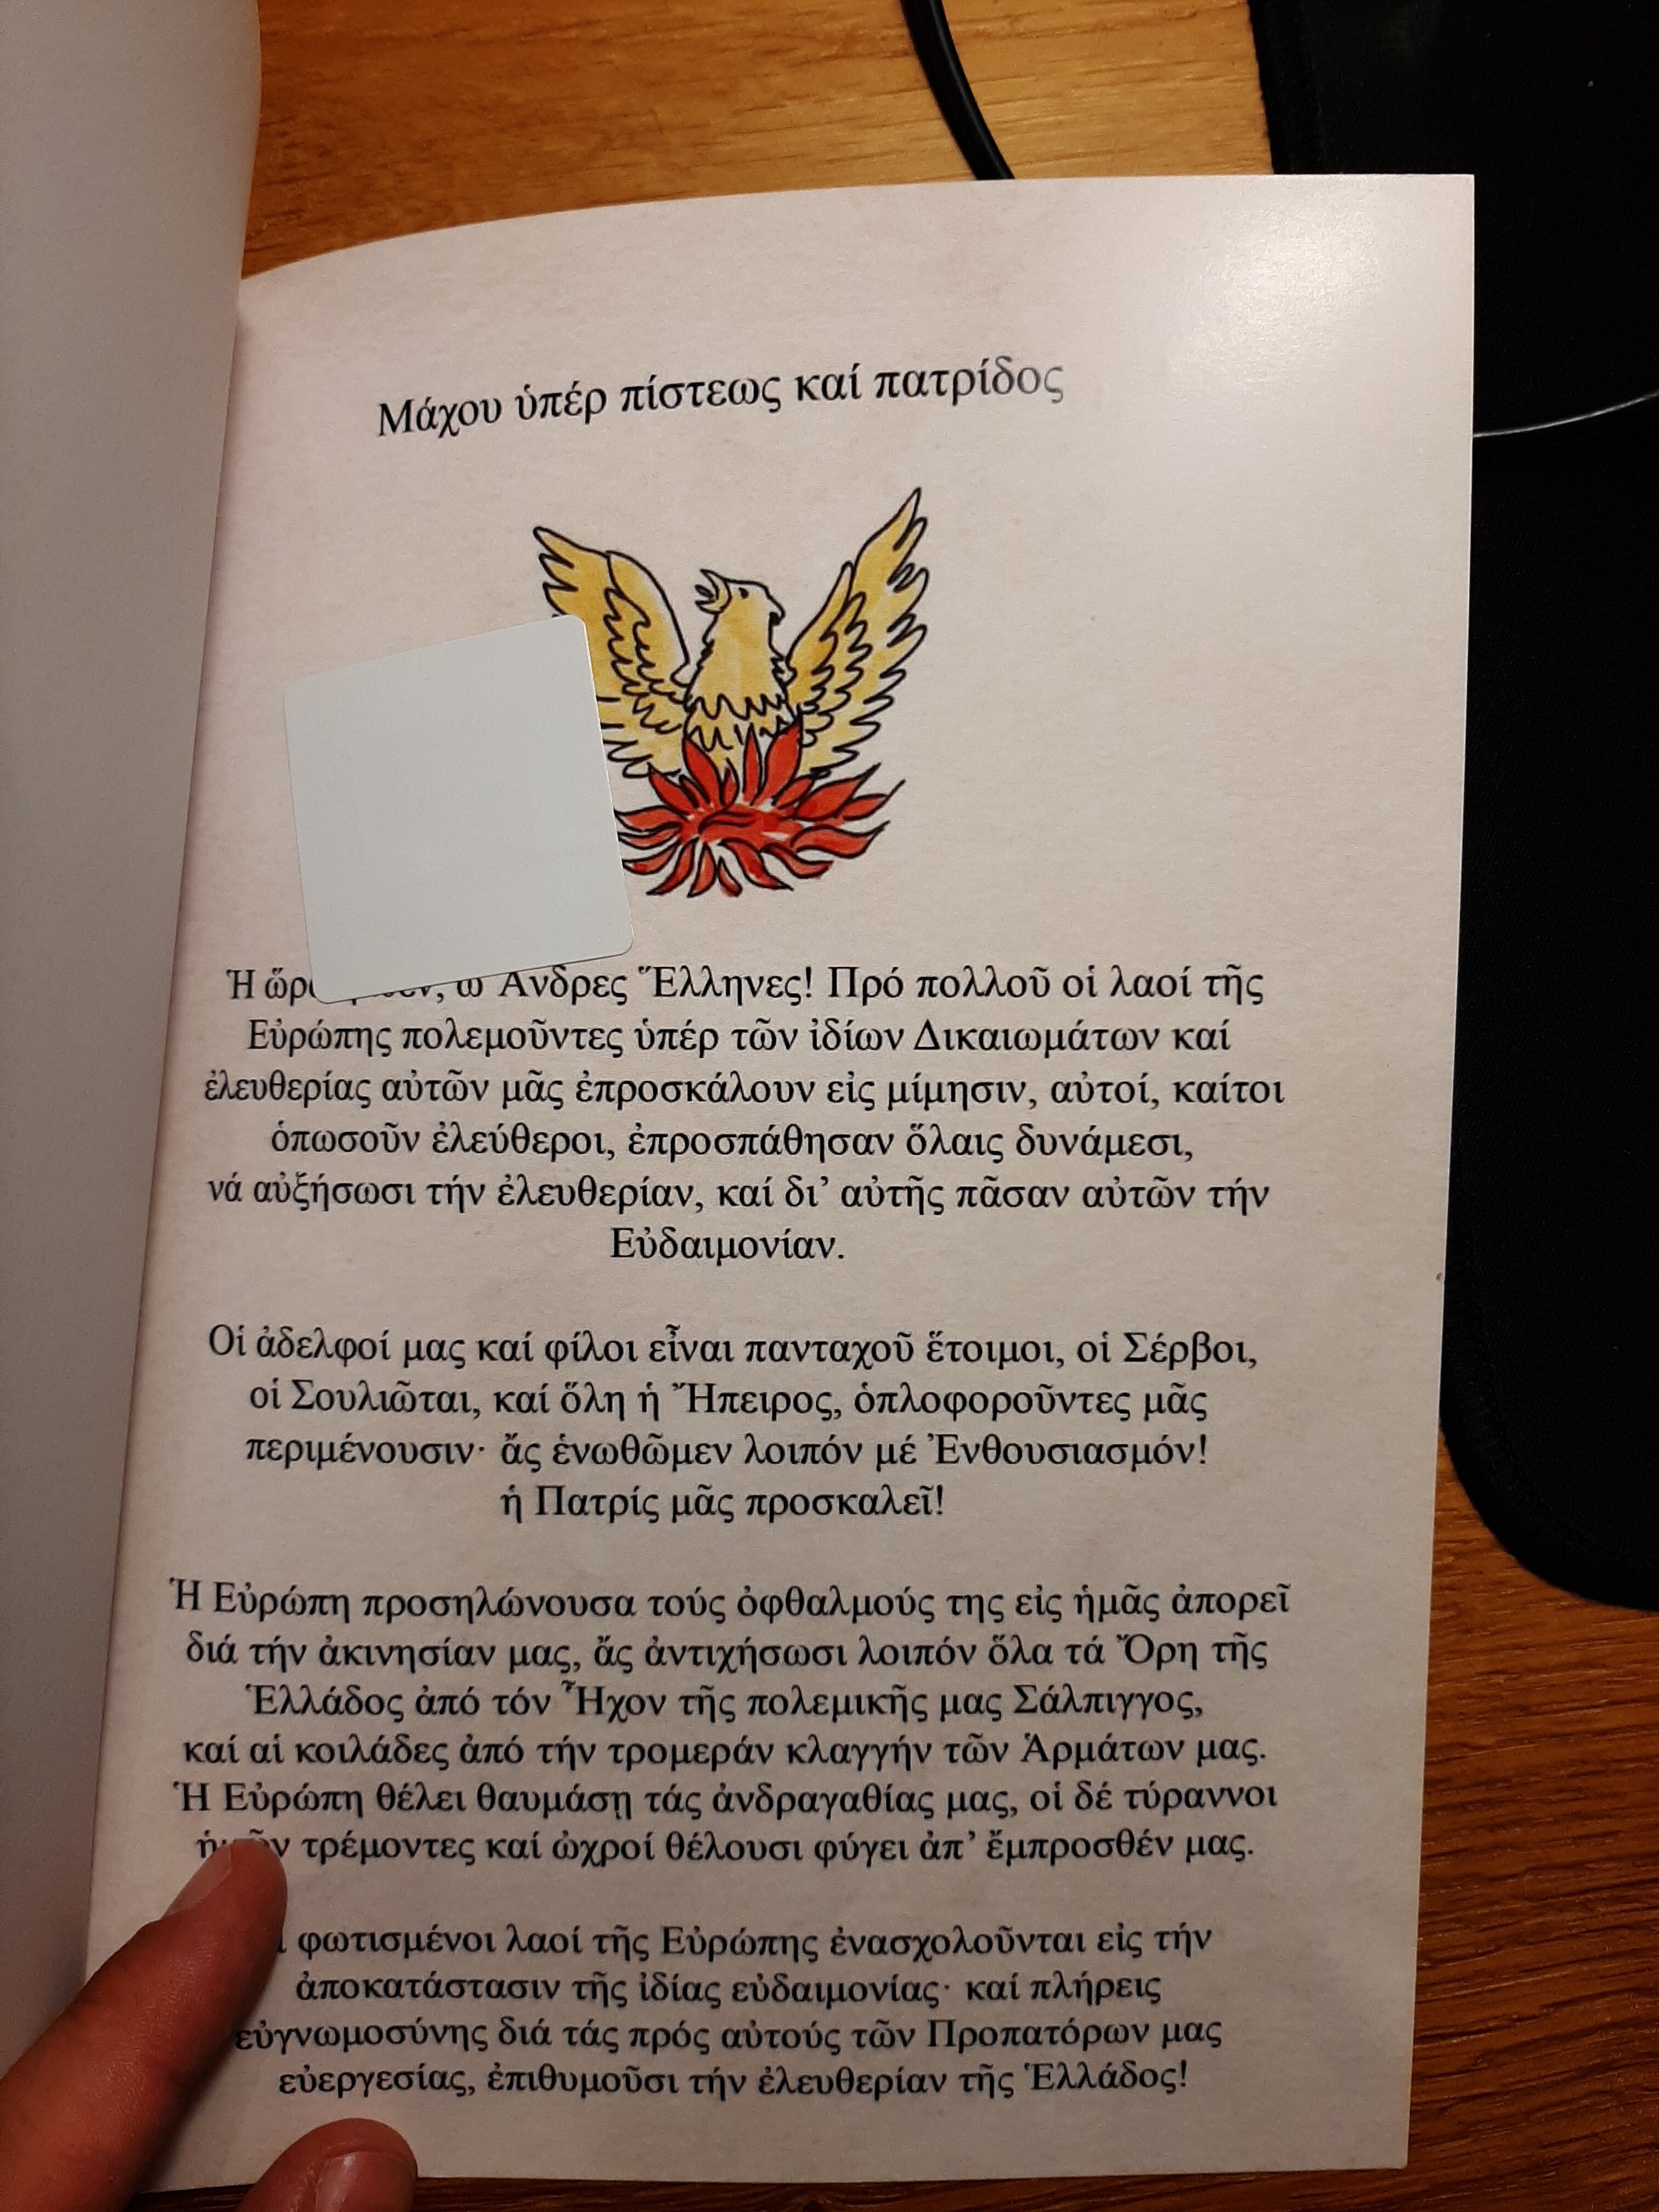 Μάχου ὑπέρ πίστεως καί πατρίδος
Ἡ ὦ Ἄνδρες Ἕλληνες! Πρό πολλοῦ οἱ λαοί τῆς
Εὐρώπης πολεμοῦντες ὑπέρ τῶν ἰδίων Δικαιωμάτων καί
ἐλευθερίας αὐτῶν μᾶς ἐπροσκάλουν εἰς μίμησιν, αὐτοί, καίτοι
ὁπωσοῦν ἐλεύθεροι, ἐπροσπάθησαν ὅλαις δυνάμεσι,
νά αὐξήσωσι τήν ἐλευθερίαν, καί δι’ αὐτῆς πᾶσαν αὐτῶν τήν
Εὐδαιμονίαν.
Οἱ ἀδελφοί μας καί φίλοι εἶναι πανταχοῦ ἕτοιμοι, οἱ Σέρβοι,
οἱ Σουλιῶται, καί ὅλη ἡ Ἤπειρος, ὁπλοφοροῦντες μᾶς
περιμένουσιν· ἄς ἑνωθῶμεν λοιπόν μέ Ἐνθουσιασμόν!
ἡ Πατρίς μᾶς προσκαλεῖ!
Ἡ Εὐρώπη προσηλώνουσα τούς ὀφθαλμούς της εἰς ἡμᾶς ἀπορεῖ
διά τήν ἀκινησίαν μας, ἄς ἀντιχήσωσι λοιπόν ὅλα τά Ὄρη τῆς
Ἑλλάδος ἀπό τόν Ἦχον τῆς πολεμικῆς μας Σάλπιγγος,
καί αἱ κοιλάδες ἀπό τήν τρομεράν κλαγγήν τῶν Ἁρμάτων μας.
Ἡ Εὐρώπη θέλει θαυμάσῃ τάς ἀνδραγαθίας μας, οἱ δέ τύραννοι
τρέμοντες καί ὠχροί θέλουσι φύγει ἀπ’ ἔμπροσθέν μας.
φωτισμένοι λαοί τῆς Εὐρώπης ἐνασχολοῦνται εἰς τήν
ἀποκατάστασιν τῆς ἰδίας εὐδαιμονίας· καί πλήρεις
εὐγνωμοσύνης διά τάς πρός αὐτούς τῶν Προπατόρων μας
εὐεργεσίας, ἐπιθυμοῦσι τήν ἐλευθερίαν τῆς Ἑλλάδος!